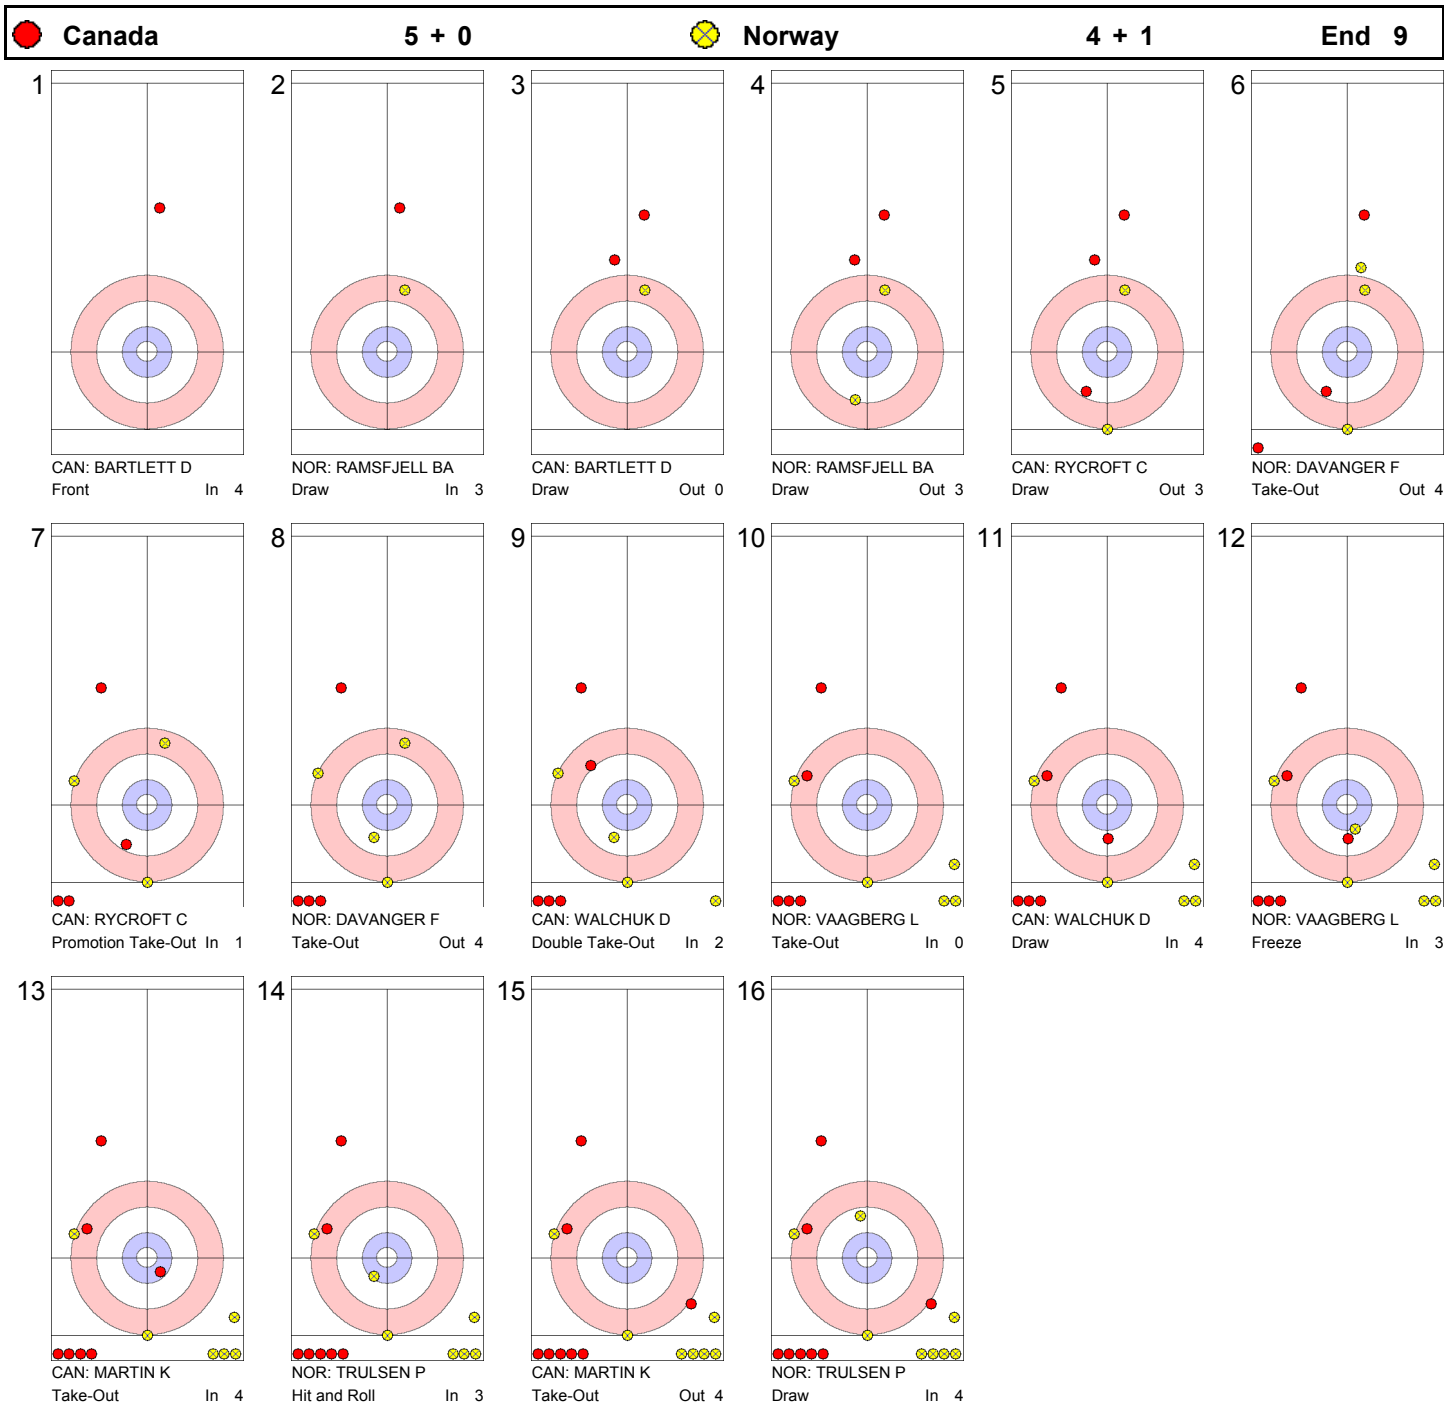 Canada 5 + 0 Norway 4 + 1 End 9
1 2 3 4 5 6
CAN: BARTLETT D NOR: RAMSFJELL BA CAN: BARTLETT D NOR: RAMSFJELL BA CAN: RYCROFT C NOR: DAVANGER F
Front In 4 Draw In 3 Draw Out 0 Draw Out 3 Draw Out 3 Take-Out Out 4
7 8 9 10 11 12
CAN: RYCROFT C NOR: DAVANGER F CAN: WALCHUK D NOR: VAAGBERG L CAN: WALCHUK D NOR: VAAGBERG L
Promotion Take-Out In 1 Take-Out Out 4 Double Take-Out In 2 Take-Out In 0 Draw In 4 Freeze In 3
13 14 15 16
CAN: MARTIN K NOR: TRULSEN P CAN: MARTIN K NOR: TRULSEN P
Take-Out In 4 Hit and Roll In 3 Take-Out Out 4 Draw In 4